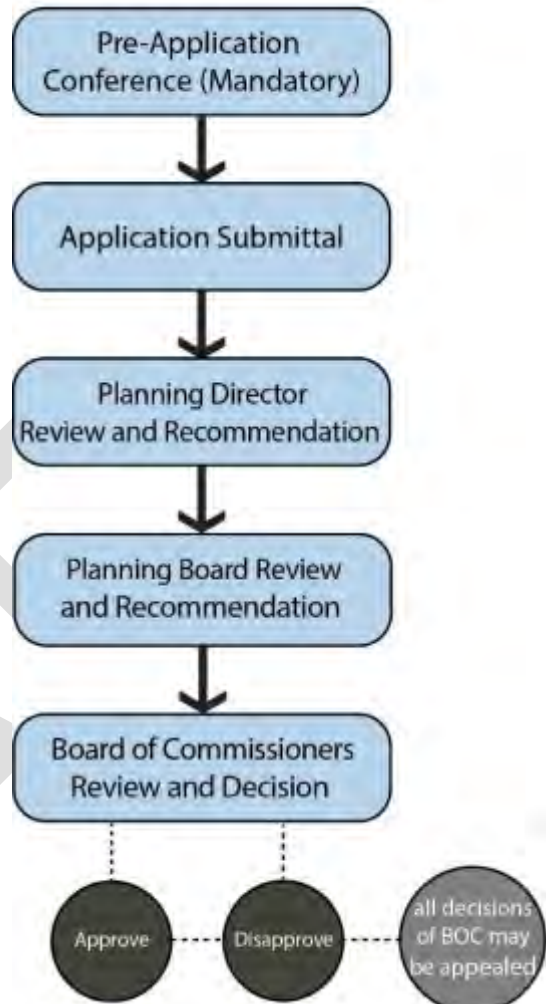 Pre-Application
Conference (Mandatory)
Application Submittal
Planning Director
Review and Recommendation
Planning Board Review
and Recommendation
Board of Commissioners
Review and Decision
Approve
Disapprove
all decisions
of BOC may
be appealed